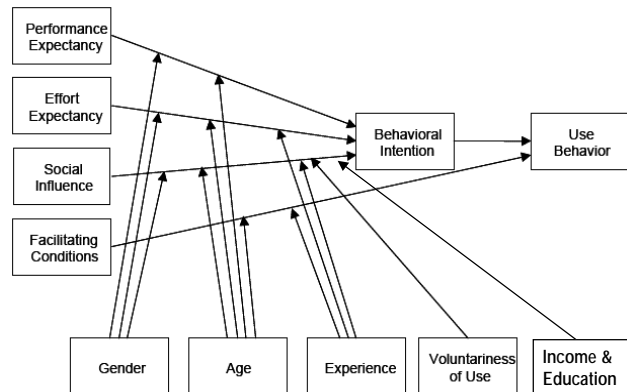 Performance
Expectancy
Effort
Expectancy
Social
Influence
Facilitating
Conditions
Behavioral
Intention
Use
Behavior
Gender
Age
Experience
Voluntariness
of Use
Income &
Education